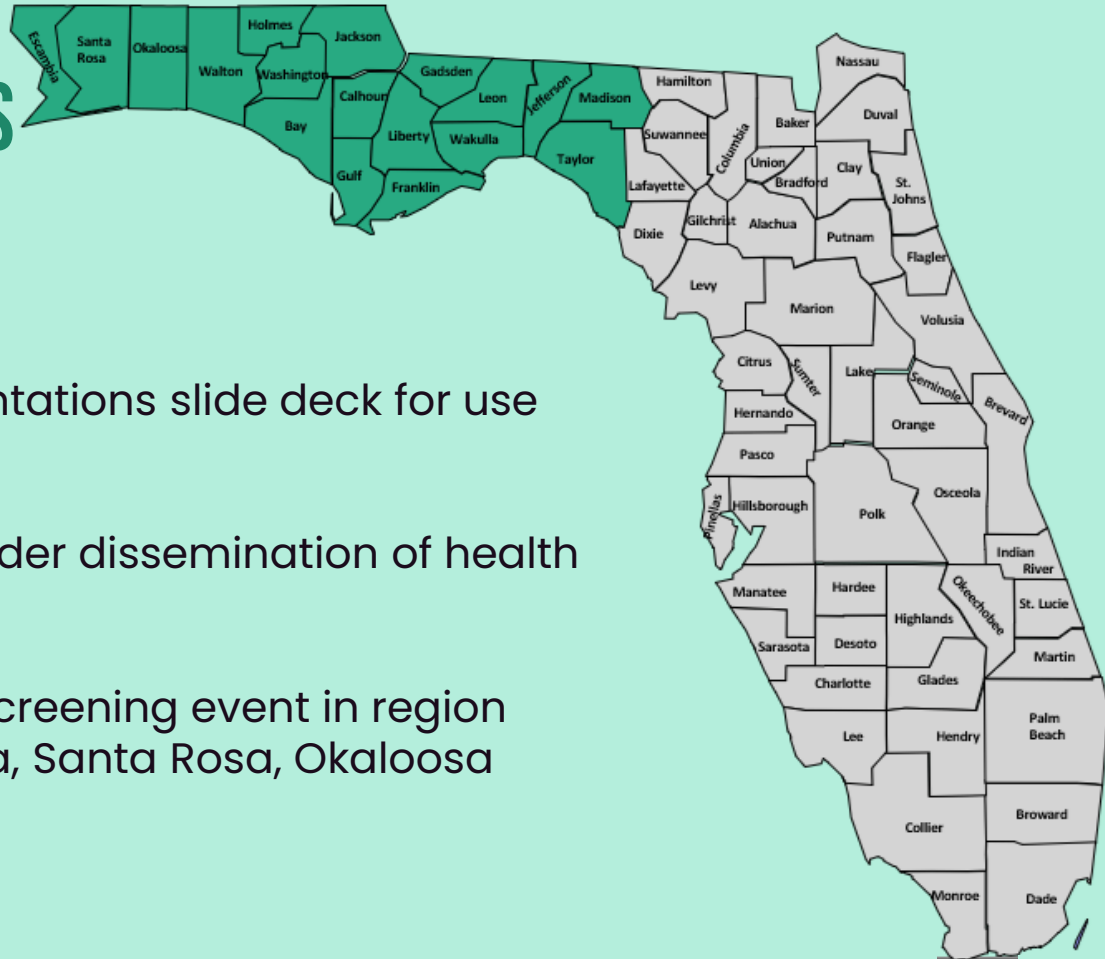 S
ntations slide deck for use
der dissemination of health
creening event in region
a, Santa Rosa, Okaloosa
Escambia
Santa
Rosa
Okaloosa
Walton
Holmes
Washington
Jackson
Bay
Calhoun
Gulf
Liberty
Franklin
Gadsden
Leon
Wakulla
Jefferson
Madison
Taylor
Hamilton
Suwannee
Lafayette
Columbia
Baker
Nassau
Duval
Union
Bradford
Clay
St.
Johns
Dixie
Gilchrist
Alachua
Putnam
Flagler
Levy
Marion
Volusia
Citrus
Sumter
Lake
Seminole
Brevard
Hernando
Orange
Pasco
Pinellas
Hillsborough
Polk
Osceola
Indian
River
Manatee
Hardee
Highlands
Okeechobee
St. Lucie
Sarasota
Desoto
Martin
Charlotte
Glades
Lee
Hendry
Palm
Beach
Collier
Broward
Monroe
Dade